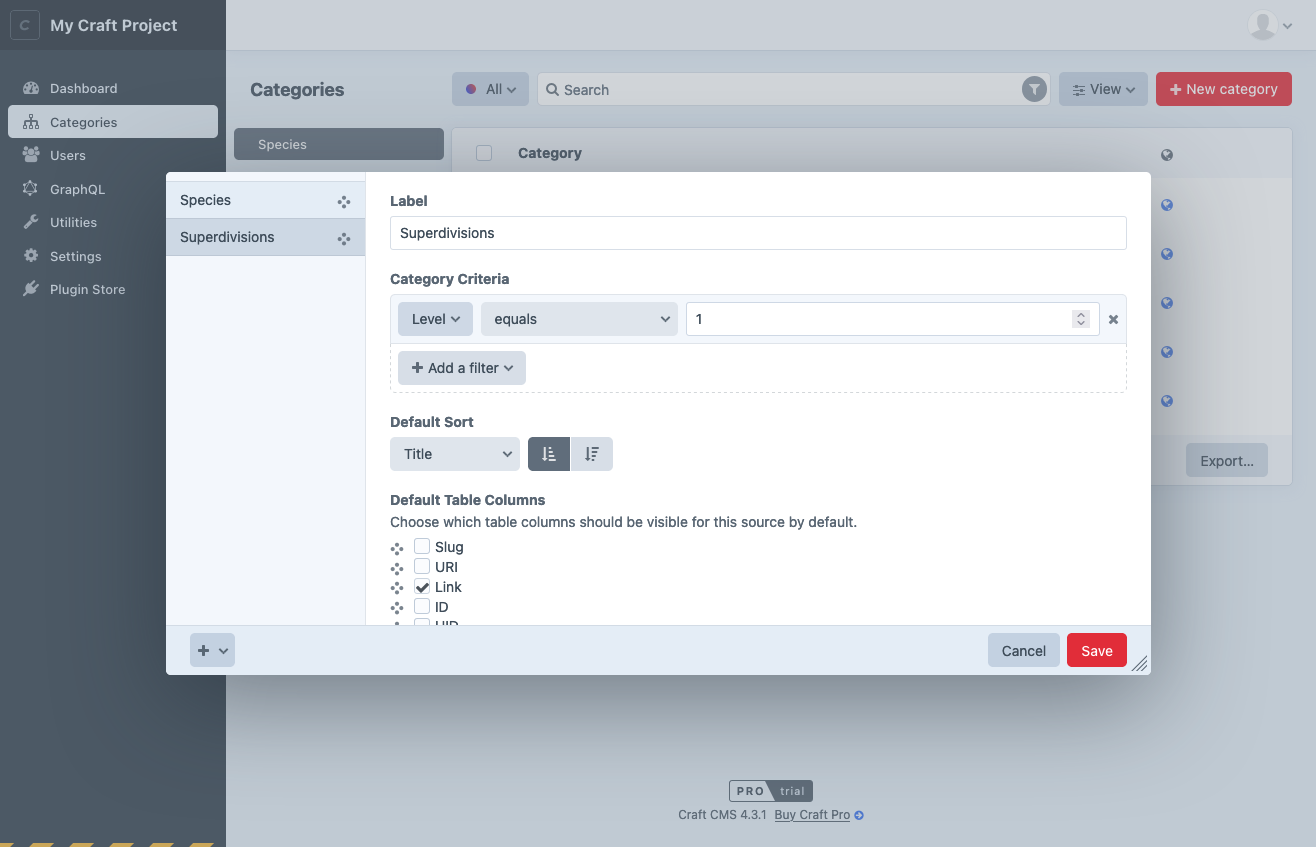 C My Craft Project
Dashboard
Categories
Users
GraphQL
Utilities
Settings
Plugin Store
Categories
All
Search
View
New category
Species
Category
Export...
Species
Superdivisions
Label
Superdivisions
Category Criteria
Level equals 1
Add a filter
Default Sort
Title
Default Table Columns
Choose which table columns should be visible for this source by default.
Slug
URI
Link
ID
UID
Cancel
Save
PRO trial
Craft CMS 4.3.1 Buy Craft Pro